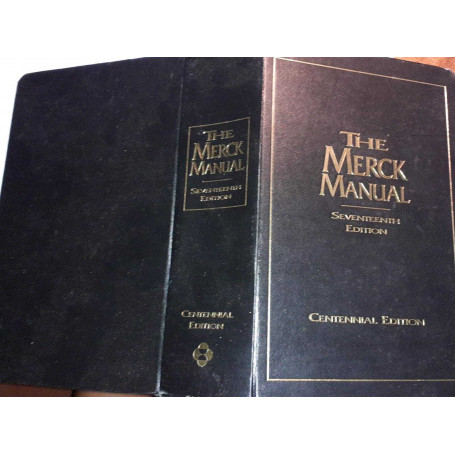 THE
MERCK
MANUAL
SEVENTEENTH
EDITION
CENTENNIAL
EDITION
THE
MERCK
MANUAL
SEVENTEENTH
EDITION
CENTENNIAL EDITION